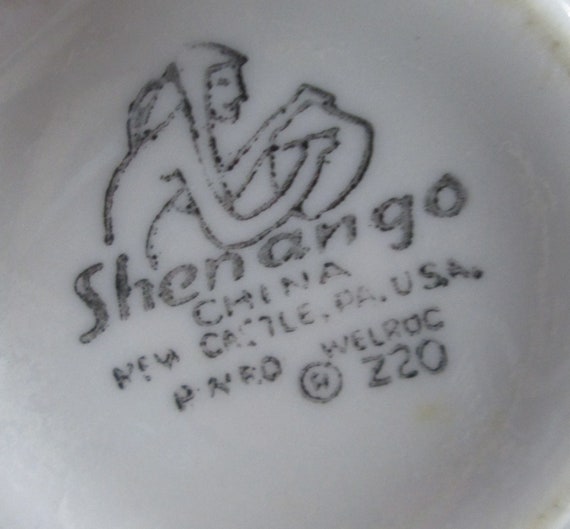 Shenango
CHINA
NEW CASTLE, PA. U.S.A.
WELROC
Z20